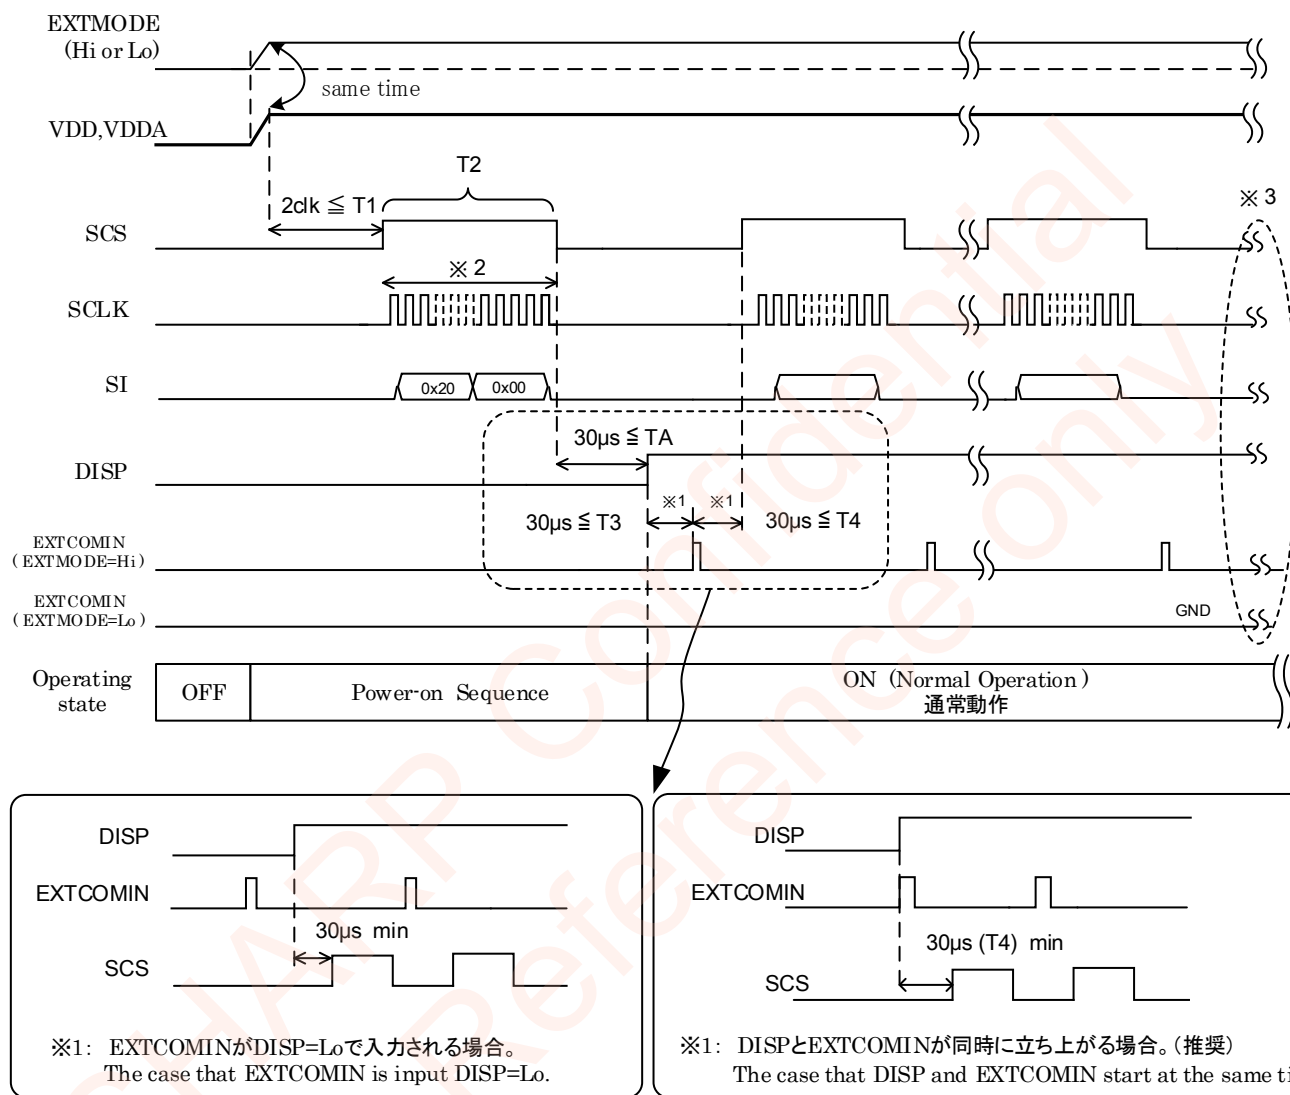 EXTMODE
(Hi or Lo)
same time
VDD,VDDA
T2
2clk ≦ T1
※3
SCS
※2
SCLK
SI
0x20
0x00
30µs ≦ TA
DISP
※1
※1
30µs ≦ T3
30µs ≦ T4
EXTCOMIN
(EXTMODE=Hi)
EXTCOMIN
(EXTMODE=Lo)
GND
Operating
state
OFF
Power-on Sequence
ON (Normal Operation)
通常動作
DISP
EXTCOMIN
30µs min
SCS
※1: EXTCOMINがDISP=Loで入力される場合。
The case that EXTCOMIN is input DISP=Lo.
DISP
EXTCOMIN
30µs (T4) min
SCS
※1: DISPとEXTCOMINが同時に立ち上がる場合。(推奨)
The case that DISP and EXTCOMIN start at the same ti
SHARP Confidential
Reference only